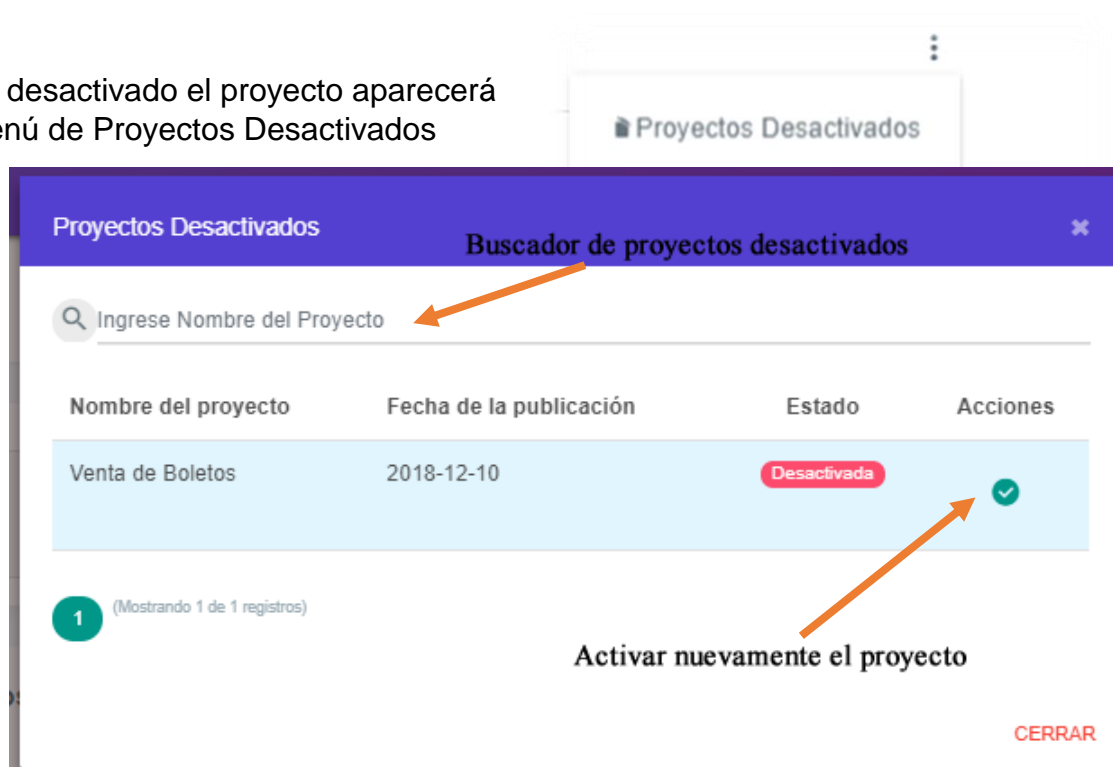 desactivado el proyecto aparecerá
enú de Proyectos Desactivados
Proyectos Desactivados
Proyectos Desactivados
Buscador de proyectos desactivados
Ingrese Nombre del Proyecto
Nombre del proyecto Fecha de la publicación Estado Acciones
Venta de Boletos 2018-12-10 Desactivada
1 (Mostrando 1 de 1 registros)
Activar nuevamente el proyecto
CERRAR